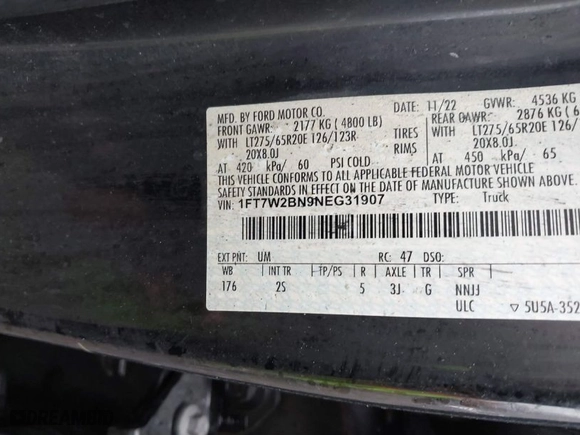 MFD. BY FORD MOTOR CO.
DATE: 11/22 GVWR: 4536 KG
FRONT GAWR: 2177 KG ( 4800 LB)
REAR GAWR: 2876 KG (6
WITH LT275/65R20E 126/123R TIRES LT275/65R20E 126/
WITH 20X8.0J RIMS 20X8.0J
AT 420 kPa/ 60 PSI COLD AT 450 kPa/ 65
THIS VEHICLE CONFORMS TO ALL APPLICABLE FEDERAL MOTOR VEHICLE
SAFETY STANDARDS IN EFFECT ON THE DATE OF
VIN: 1FT7W2BN9NEG31907 TYPE: Truck
EXT PNT: UM RC: 47 DSO:
WB INT TR TP/PS R AXLE TR SPR
176 2S 5 3J G NNJJ
ULC ▽ 5U5A-352